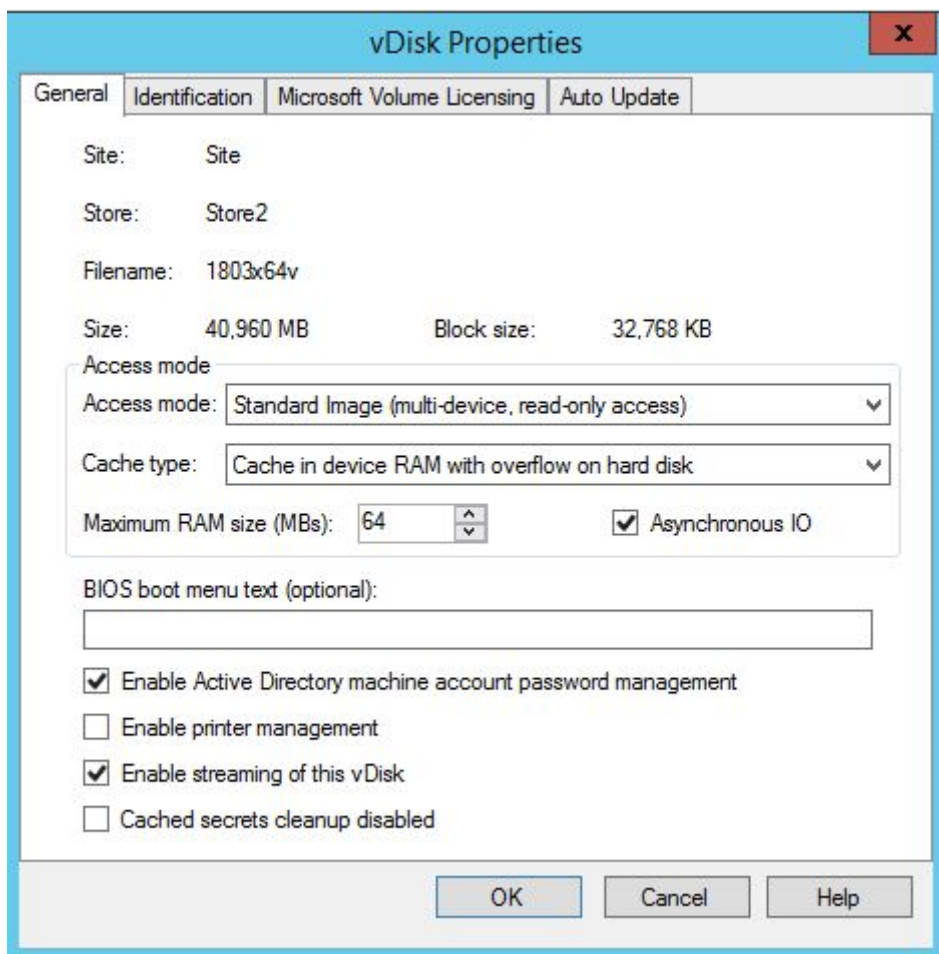 vDisk Properties
x
General Identification Microsoft Volume Licensing Auto Update
Site: Site
Store: Store2
Filename: 1803x64v
Size: 40,960 MB Block size: 32,768 KB
Access mode
Access mode: Standard Image (multi-device, read-only access)
Cache type: Cache in device RAM with overflow on hard disk
Maximum RAM size (MBs): 64 Asynchronous IO
BIOS boot menu text (optional):
Enable Active Directory machine account password management
Enable printer management
Enable streaming of this vDisk
Cached secrets cleanup disabled
OK Cancel Help